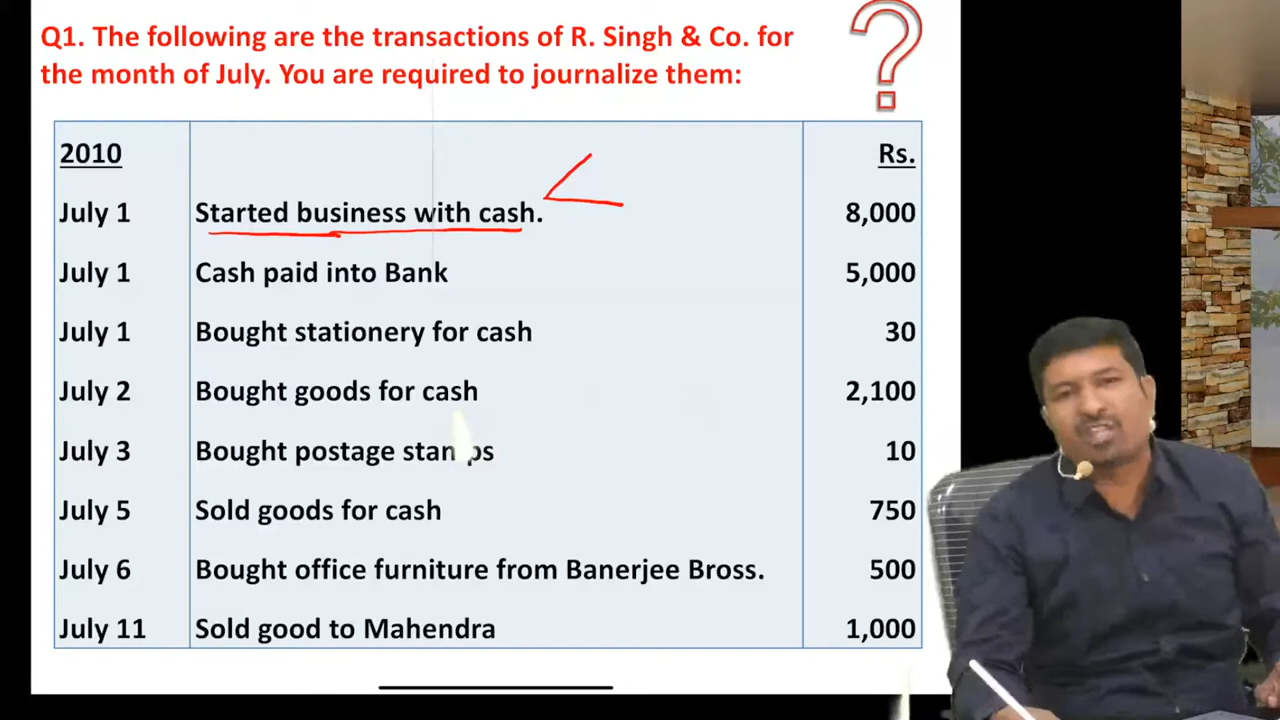 Q1. The following are the transactions of R. Singh & Co. for
the month of July. You are required to journalize them:
?
2010 Rs.
July 1 Started business with cash. 8,000
July 1 Cash paid into Bank 5,000
July 1 Bought stationery for cash 30
July 2 Bought goods for cash 2,100
July 3 Bought postage stamps 10
July 5 Sold goods for cash 750
July 6 Bought office furniture from Banerjee Bross. 500
July 11 Sold good to Mahendra 1,000